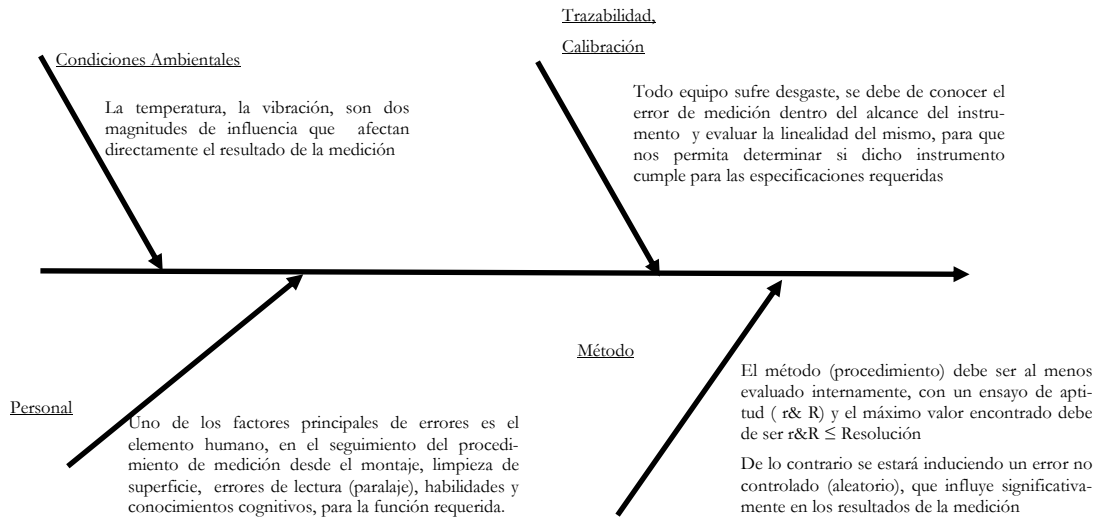 Trazabilidad,
Calibración
Condiciones Ambientales
La temperatura, la vibración, son dos
magnitudes de influencia que afectan
directamente el resultado de la medición
Todo equipo sufre desgaste, se debe de conocer el
error de medición dentro del alcance del instru-
mento y evaluar la linealidad del mismo, para que
nos permita determinar si dicho instrumento
cumple para las especificaciones requeridas
Personal
Uno de los factores principales de errores es el
elemento humano, en el seguimiento del procedi-
miento de medición desde el montaje, limpieza de
superficie, errores de lectura (paralaje), habilidades y
conocimientos cognitivos, para la función requerida.
Método
El método (procedimiento) debe ser al menos
evaluado internamente, con un ensayo de apti-
tud ( r& R) y el máximo valor encontrado debe
de ser r&R ≤ Resolución
De lo contrario se estará induciendo un error no
controlado (aleatorio), que influye significativa-
mente en los resultados de la medición